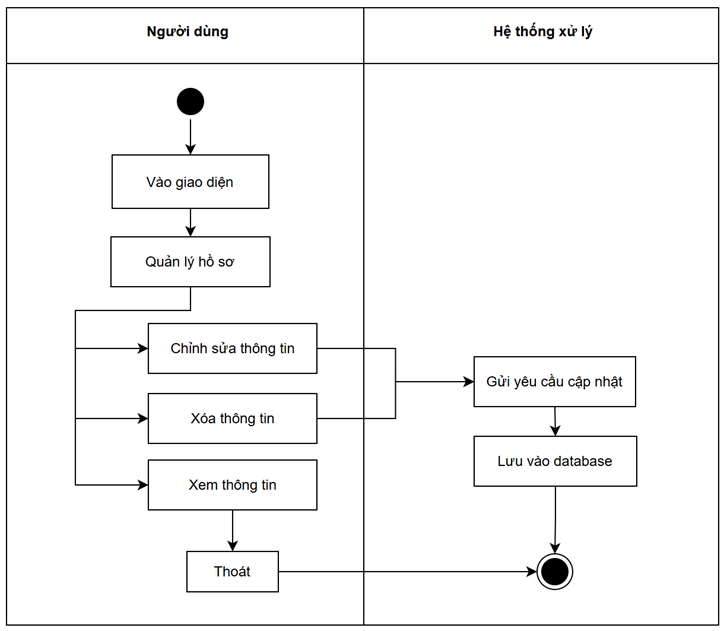 Người dùng
Hệ thống xử lý
Vào giao diện
Quản lý hồ sơ
Chỉnh sửa thông tin
Gửi yêu cầu cập nhật
Xóa thông tin
Lưu vào database
Xem thông tin
Thoát